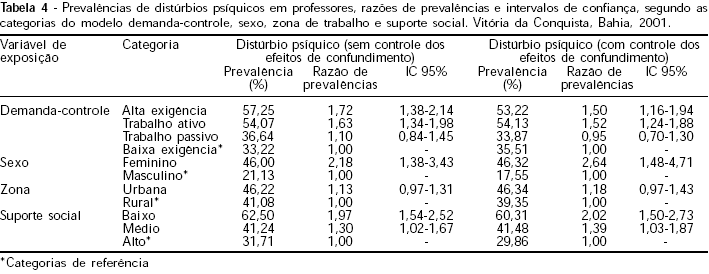 Tabela 4 - Prevalências de distúrbios psíquicos em professores, razões de prevalências e intervalos de confiança, segundo as
categorias do modelo demanda-controle, sexo, zona de trabalho e suporte social. Vitória da Conquista, Bahia, 2001.
Variável de Categoria Distúrbio psíquico (sem controle dos Distúrbio psíquico (com controle dos
exposição efeitos de confundimento) efeitos de confundimento)
Prevalência Razão de IC 95% Prevalência Razão de IC 95%
(%) prevalências (%) prevalências
Demanda-controle Alta exigência 57,25 1,72 1,38-2,14 53,22 1,50 1,16-1,94
Trabalho ativo 54,07 1,63 1,34-1,98 54,13 1,52 1,24-1,88
Trabalho passivo 36,64 1,10 0,84-1,45 33,87 0,95 0,70-1,30
Baixa exigência* 33,22 1,00 - 35,51 1,00 -
Sexo Feminino 46,00 2,18 1,38-3,43 46,32 2,64 1,48-4,71
Masculino* 21,13 1,00 - 17,55 1,00 -
Zona Urbana 46,22 1,13 0,97-1,31 46,34 1,18 0,97-1,43
Rural* 41,08 1,00 - 39,35 1,00 -
Suporte social Baixo 62,50 1,97 1,54-2,52 60,31 2,02 1,50-2,73
Médio 41,24 1,30 1,02-1,67 41,48 1,39 1,03-1,87
Alto* 31,71 1,00 - 29,86 1,00 -
*Categorias de referência